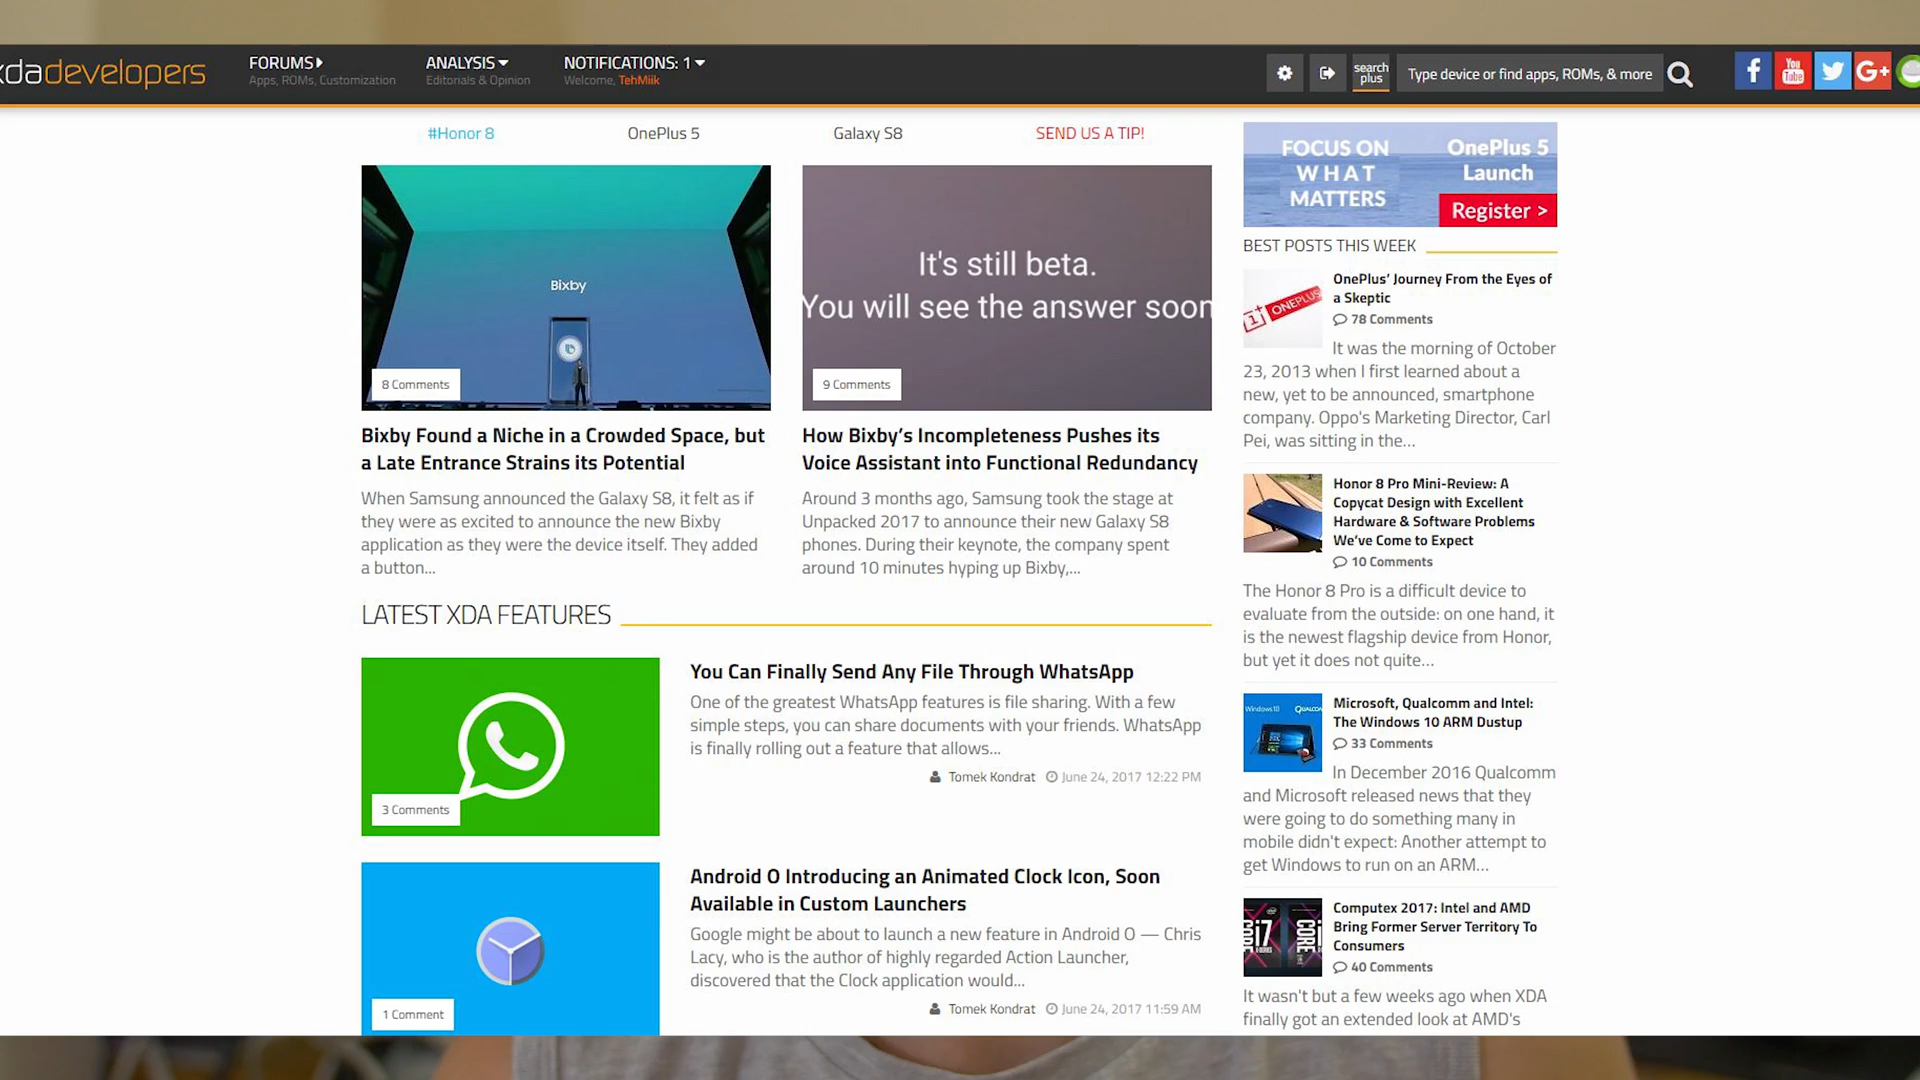 xdadevelopers
FORUMS
Apps, ROMs, Customization
ANALYSIS
Editorials & Opinion
NOTIFICATIONS: 1
Welcome, TehMiik
search
plus
Type device or find apps, ROMs, & more
f
You
Tube
G+
#Honor 8
OnePlus 5
Galaxy S8
SEND US A TIP!
Bixby
8 Comments
Bixby Found a Niche in a Crowded Space, but
a Late Entrance Strains its Potential
When Samsung announced the Galaxy S8, it felt as if
they were as excited to announce the new Bixby
application as they were the device itself. They added
a button...
It's still beta.
You will see the answer soon
9 Comments
How Bixby’s Incompleteness Pushes its
Voice Assistant into Functional Redundancy
Around 3 months ago, Samsung took the stage at
Unpacked 2017 to announce their new Galaxy S8
phones. During their keynote, the company spent
around 10 minutes hyping up Bixby,...
LATEST XDA FEATURES
3 Comments
You Can Finally Send Any File Through WhatsApp
One of the greatest WhatsApp features is file sharing. With a few
simple steps, you can share documents with your friends. WhatsApp
is finally rolling out a feature that allows...
Tomek Kondrat June 24, 2017 12:22 PM
1 Comment
Android O Introducing an Animated Clock Icon, Soon
Available in Custom Launchers
Google might be about to launch a new feature in Android O — Chris
Lacy, who is the author of highly regarded Action Launcher,
discovered that the Clock application would...
Tomek Kondrat June 24, 2017 11:59 AM
FOCUS ON
WHAT
MATTERS
OnePlus 5
Launch
Register >
BEST POSTS THIS WEEK
1+ ONEPLUS
OnePlus’ Journey From the Eyes of
a Skeptic
78 Comments
It was the morning of October
23, 2013 when I first learned about a
new, yet to be announced, smartphone
company. Oppo's Marketing Director, Carl
Pei, was sitting in the...
Honor 8 Pro Mini-Review: A
Copycat Design with Excellent
Hardware & Software Problems
We’ve Come to Expect
10 Comments
The Honor 8 Pro is a difficult device to
evaluate from the outside: on one hand, it
is the newest flagship device from Honor,
but yet it does not quite...
Windows 10
Microsoft, Qualcomm and Intel:
The Windows 10 ARM Dustup
33 Comments
In December 2016 Qualcomm
and Microsoft released news that they
were going to do something many in
mobile didn't expect: Another attempt to
get Windows to run on an ARM...
i7
CORE
Computex 2017: Intel and AMD
Bring Former Server Territory To
Consumers
40 Comments
It wasn't but a few weeks ago when XDA
finally got an extended look at AMD's